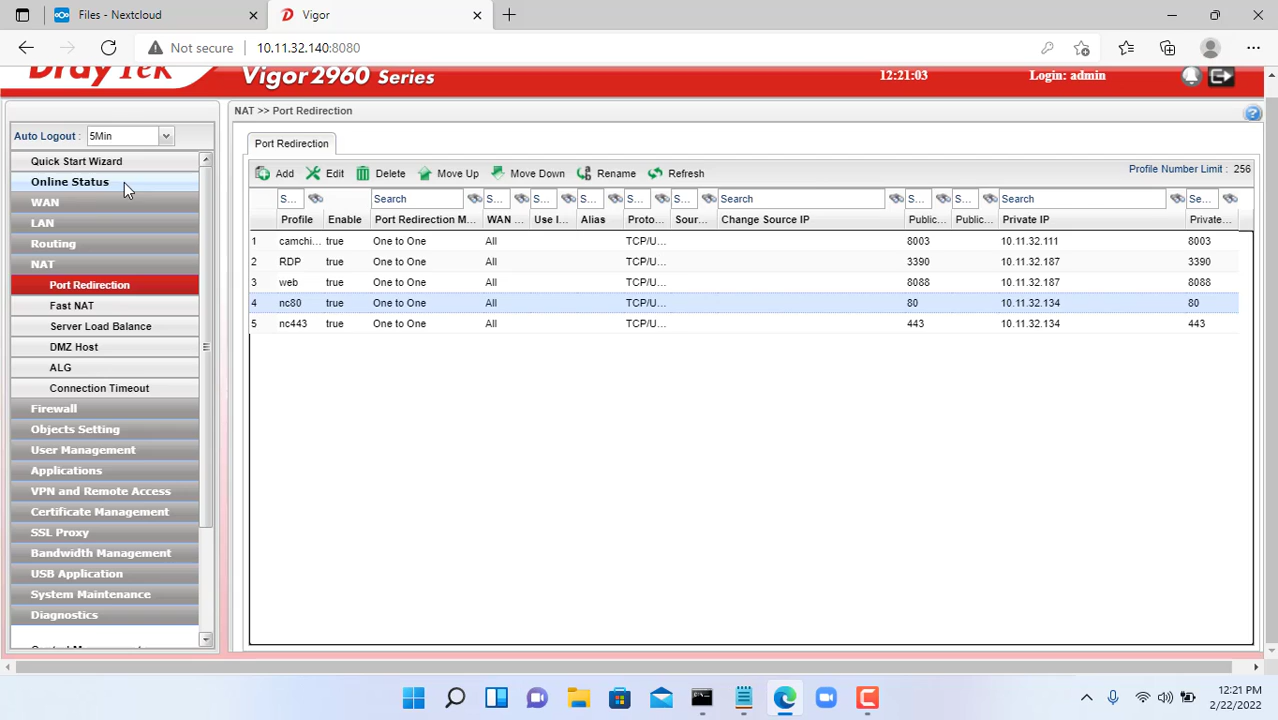 Files - Nextcloud
Vigor
Not secure
10.11.32.140:8080
DrayTek
Vigor2960 Series
12:21:03
Login: admin
Auto Logout :
5Min
Quick Start Wizard
Online Status
WAN
LAN
Routing
NAT
Port Redirection
Fast NAT
Server Load Balance
DMZ Host
ALG
Connection Timeout
Firewall
Objects Setting
User Management
Applications
VPN and Remote Access
Certificate Management
SSL Proxy
Bandwidth Management
USB Application
System Maintenance
Diagnostics
NAT >> Port Redirection
Port Redirection
Add Edit Delete Move Up Move Down Rename Refresh
Profile Number Limit : 256
S... Search S... S... S... S... S... Search S... S... Search Se...
Profile Enable Port Redirection M... WAN ... Use I... Alias Proto... Sour... Change Source IP Public... Public... Private IP Private...
1 camchi... true One to One All TCP/U... 8003 10.11.32.111 8003
2 RDP true One to One All TCP/U... 3390 10.11.32.187 3390
3 web true One to One All TCP/U... 8088 10.11.32.187 8088
4 nc80 true One to One All TCP/U... 80 10.11.32.134 80
5 nc443 true One to One All TCP/U... 443 10.11.32.134 443
12:21 PM
2/22/2022